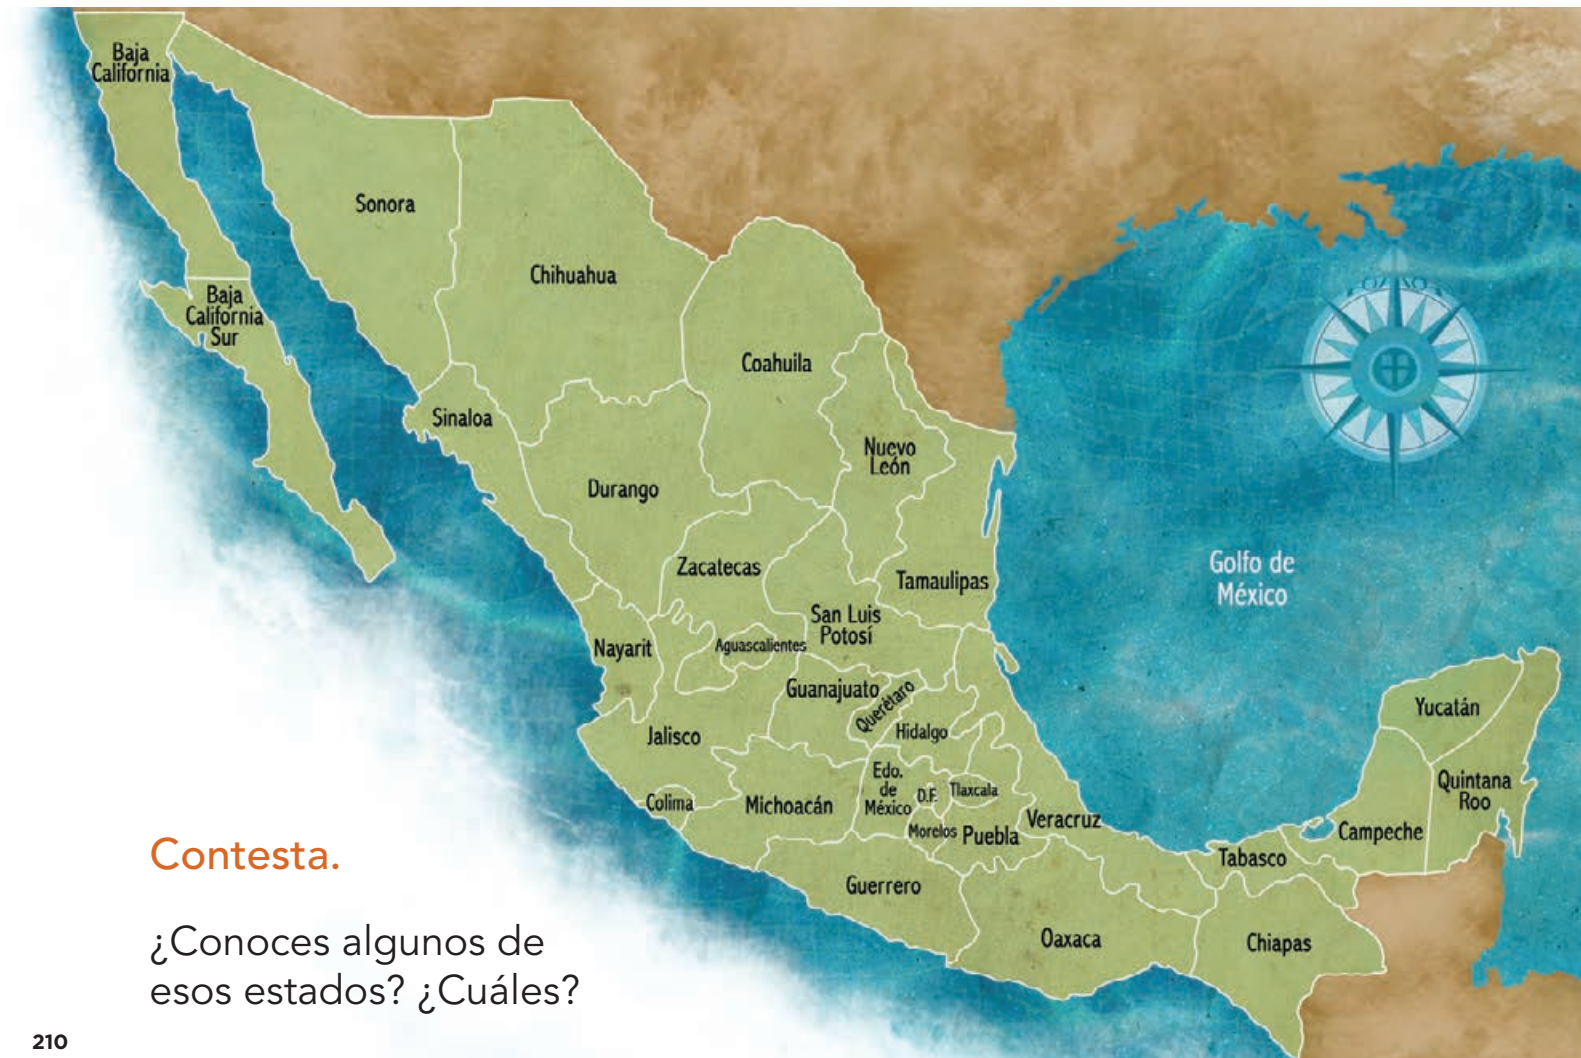 Baja
California
Sonora
Chihuahua
Baja
California
Sur
Coahuila
Sinaloa
Nuevo
León
Durango
Zacatecas
Tamaulipas
Golfo de
México
San Luis
Potosí
Nayarit
Aguascalientes
Guanajuato
Querétaro
Hidalgo
Jalisco
Yucatán
Quintana
Roo
Edo.
de
México
D.F.
Tlaxcala
Colima
Michoacán
Morelos
Puebla
Veracruz
Campeche
Tabasco
Guerrero
Oaxaca
Chiapas
Contesta.
¿Conoces algunos de
esos estados? ¿Cuáles?
210